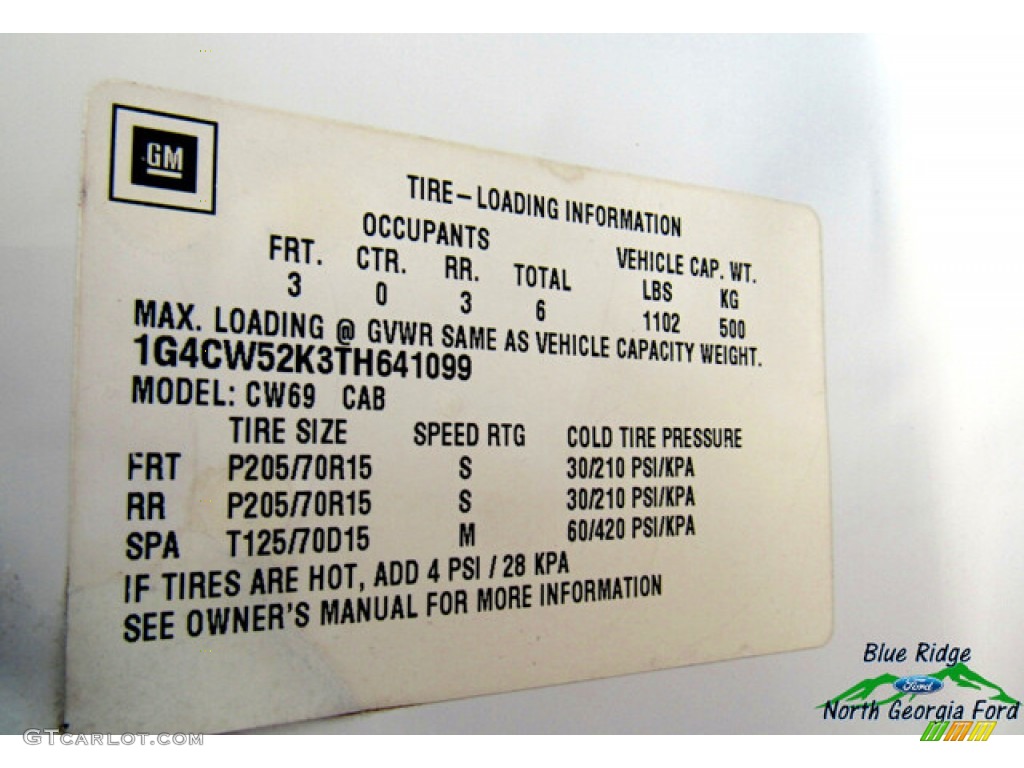 GM
TIRE-LOADING INFORMATION
OCCUPANTS VEHICLE CAP. WT.
FRT. CTR. RR. TOTAL LBS KG
3 0 3 6 1102 500
MAX. LOADING @ GVWR SAME AS VEHICLE CAPACITY WEIGHT.
1G4CW52K3TH641099
MODEL: CW69 CAB
TIRE SIZE SPEED RTG COLD TIRE PRESSURE
FRT P205/70R15 S 30/210 PSI/KPA
RR P205/70R15 S 30/210 PSI/KPA
SPA T125/70D15 M 60/420 PSI/KPA
IF TIRES ARE HOT, ADD 4 PSI / 28 KPA
SEE OWNER'S MANUAL FOR MORE INFORMATION
Blue Ridge
Ford
North Georgia Ford
GTCarlot.com